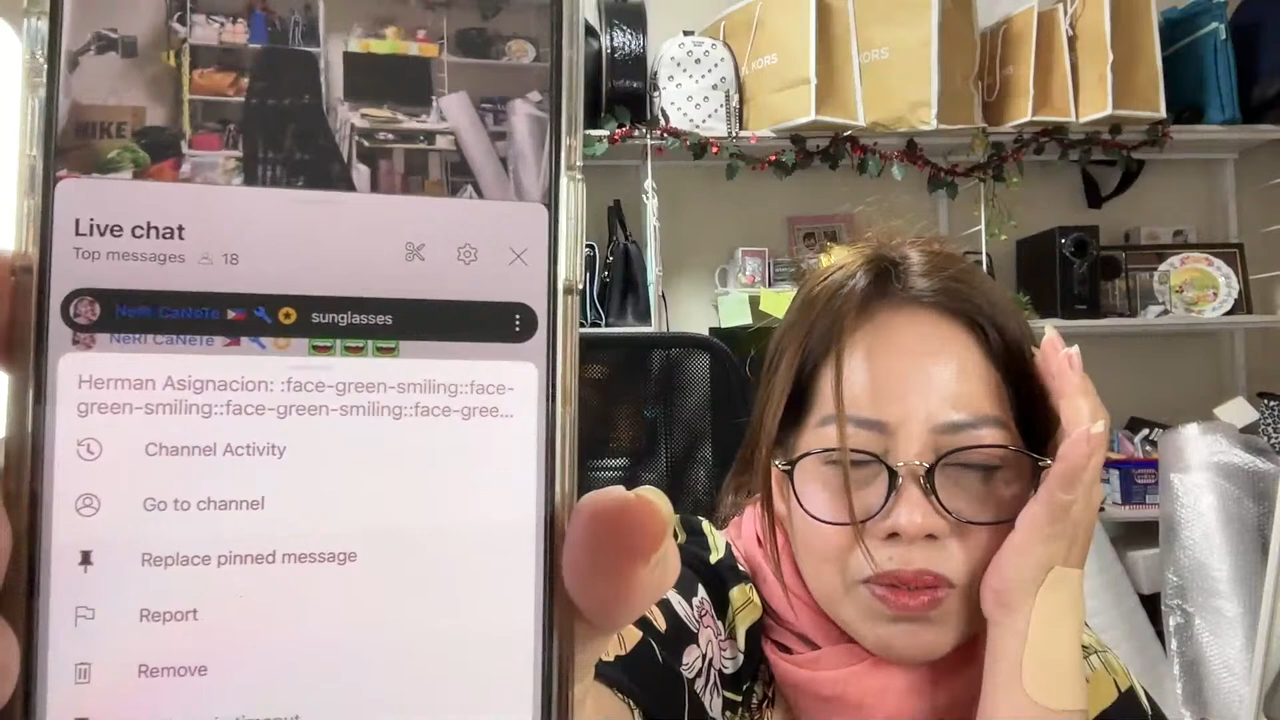 NIKE
KORS
KORS
Live chat
Top messages 18
NeRI CaNoTe sunglasses
NeRI CaNeTe
Herman Asignacion: :face-green-smiling::face-
green-smiling::face-green-smiling::face-gree...
Channel Activity
Go to channel
Replace pinned message
Report
Remove